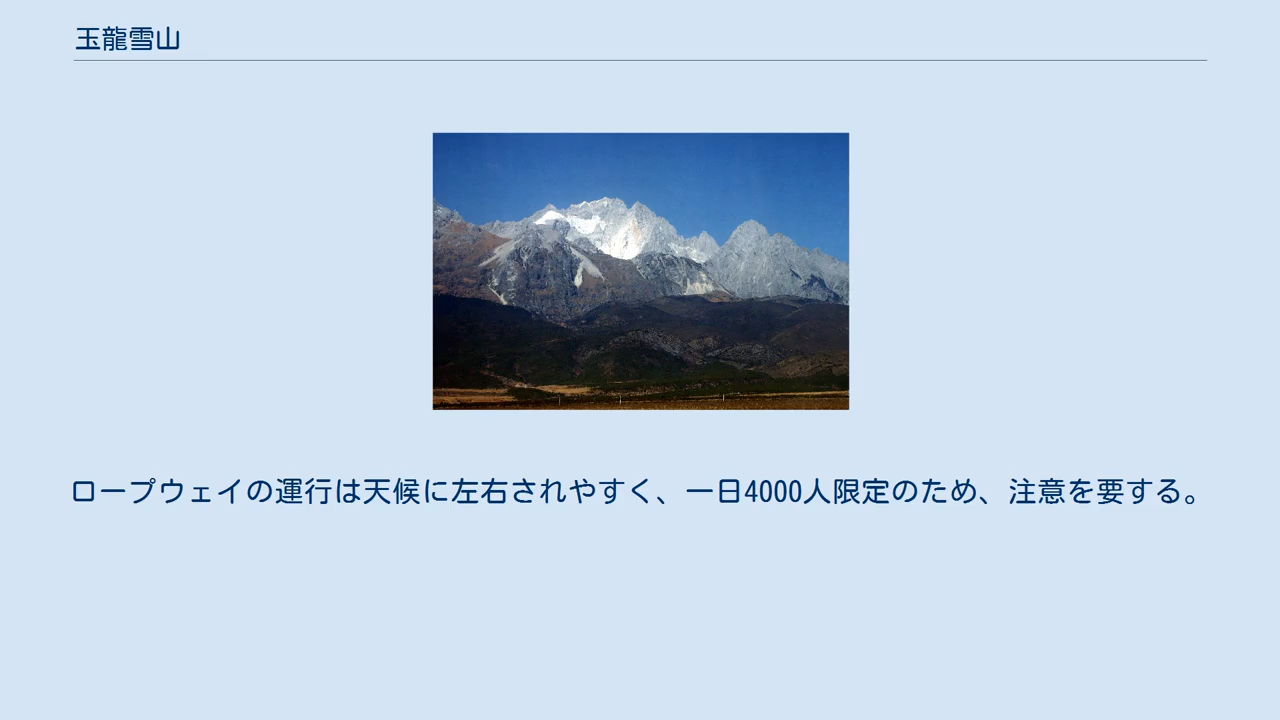 玉龍雪山
ロープウェイの運行は天候に左右されやすく、一日4000人限定のため、注意を要する。